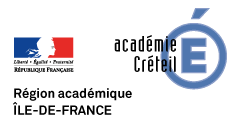 Liberté • Égalité • Fraternité
RÉPUBLIQUE FRANÇAISE
académie
Créteil
É
Région académique
ÎLE-DE-FRANCE